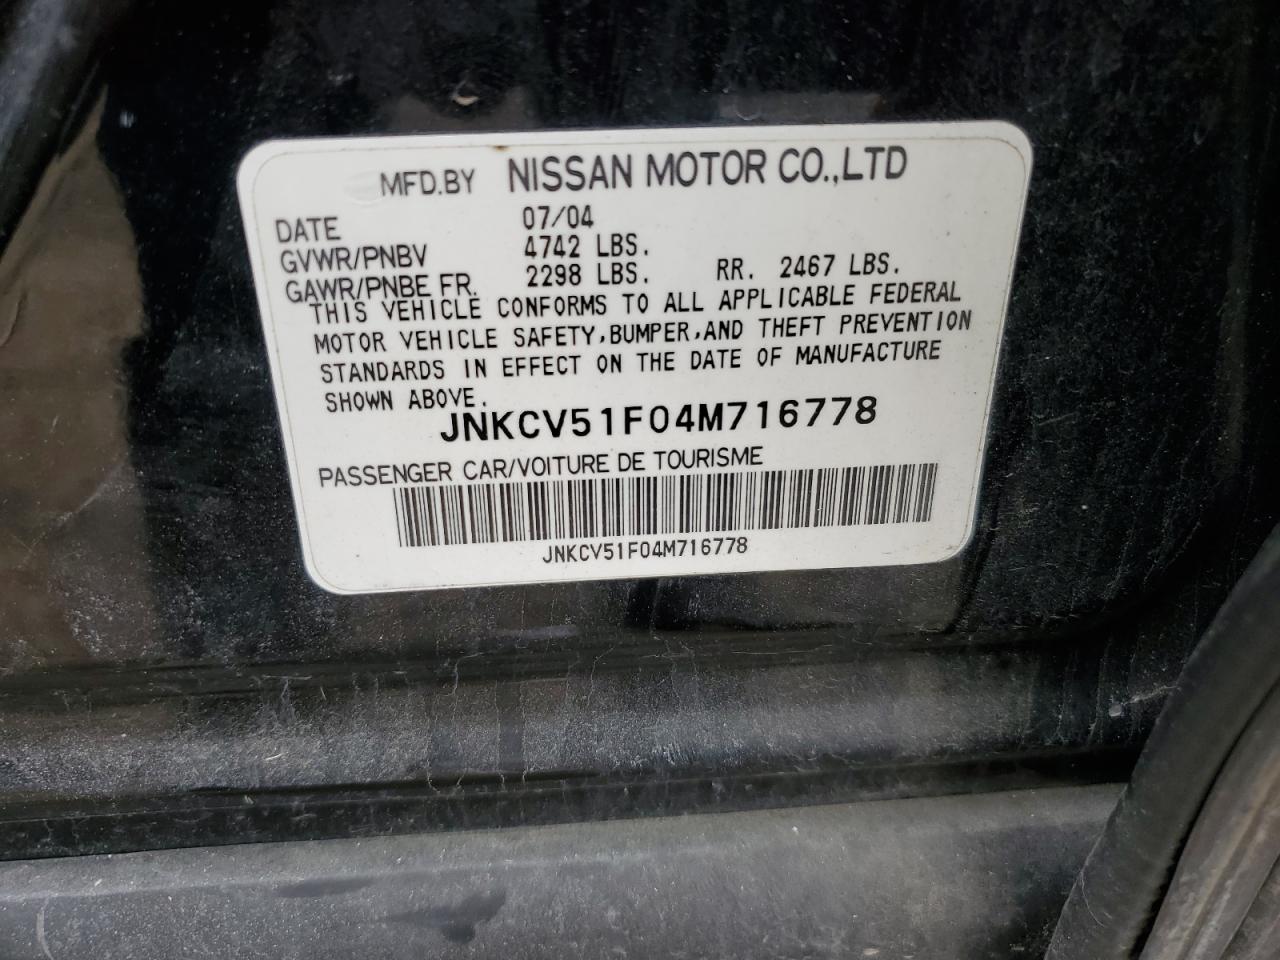 MFD.BY NISSAN MOTOR CO.,LTD
DATE 07/04
GVWR/PNBV 4742 LBS.
GAWR/PNBE FR. 2298 LBS. RR. 2467 LBS.
THIS VEHICLE CONFORMS TO ALL APPLICABLE FEDERAL
MOTOR VEHICLE SAFETY,BUMPER,AND THEFT PREVENTION
STANDARDS IN EFFECT ON THE DATE OF MANUFACTURE
SHOWN ABOVE.
JNKCV51F04M716778
PASSENGER CAR/VOITURE DE TOURISME
JNKCV51F04M716778